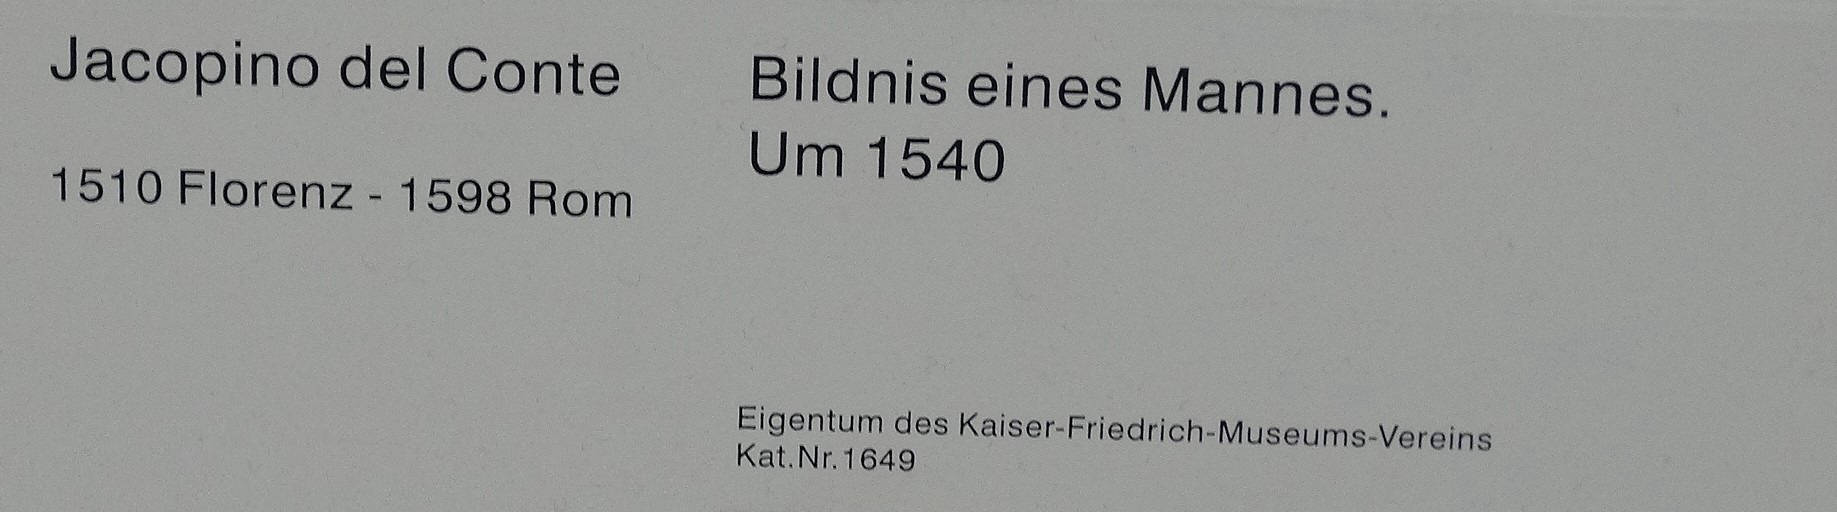 Jacopino del Conte
1510 Florenz - 1598 Rom
Bildnis eines Mannes.
Um 1540
Eigentum des Kaiser-Friedrich-Museums-Vereins
Kat.Nr.1649